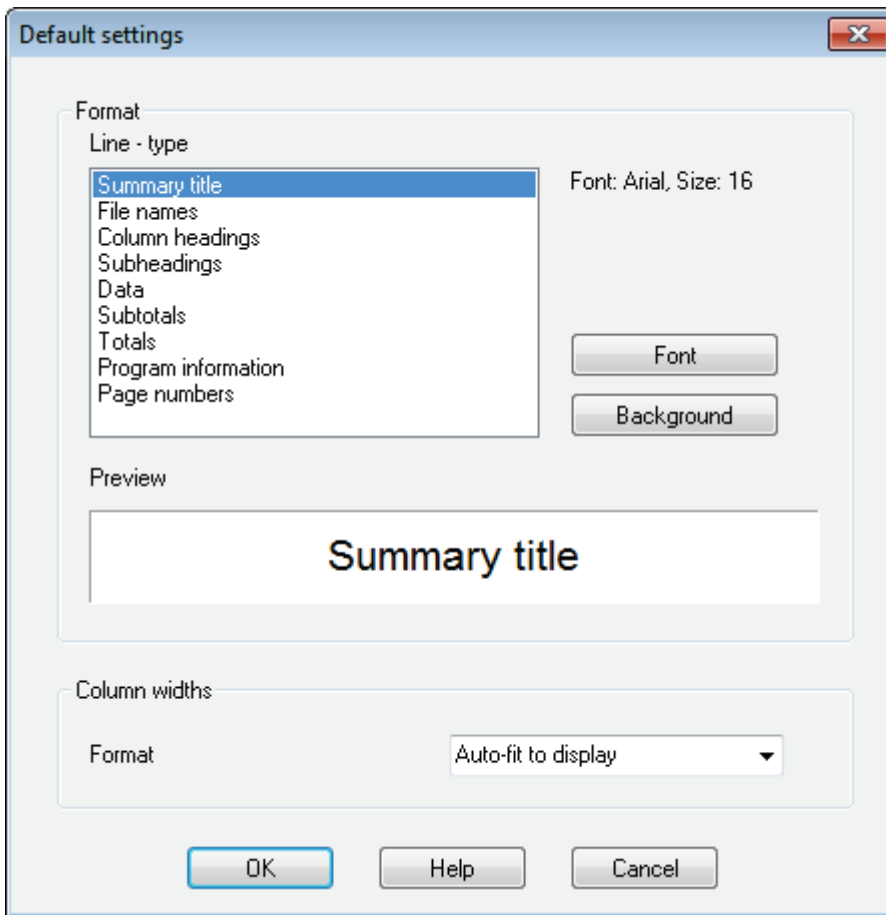 Default settings
Format
Line - type
Summary title
File names
Column headings
Subheadings
Data
Subtotals
Totals
Program information
Page numbers
Font: Arial, Size: 16
Font
Background
Preview
Summary title
Column widths
Format
Auto-fit to display
OK
Help
Cancel